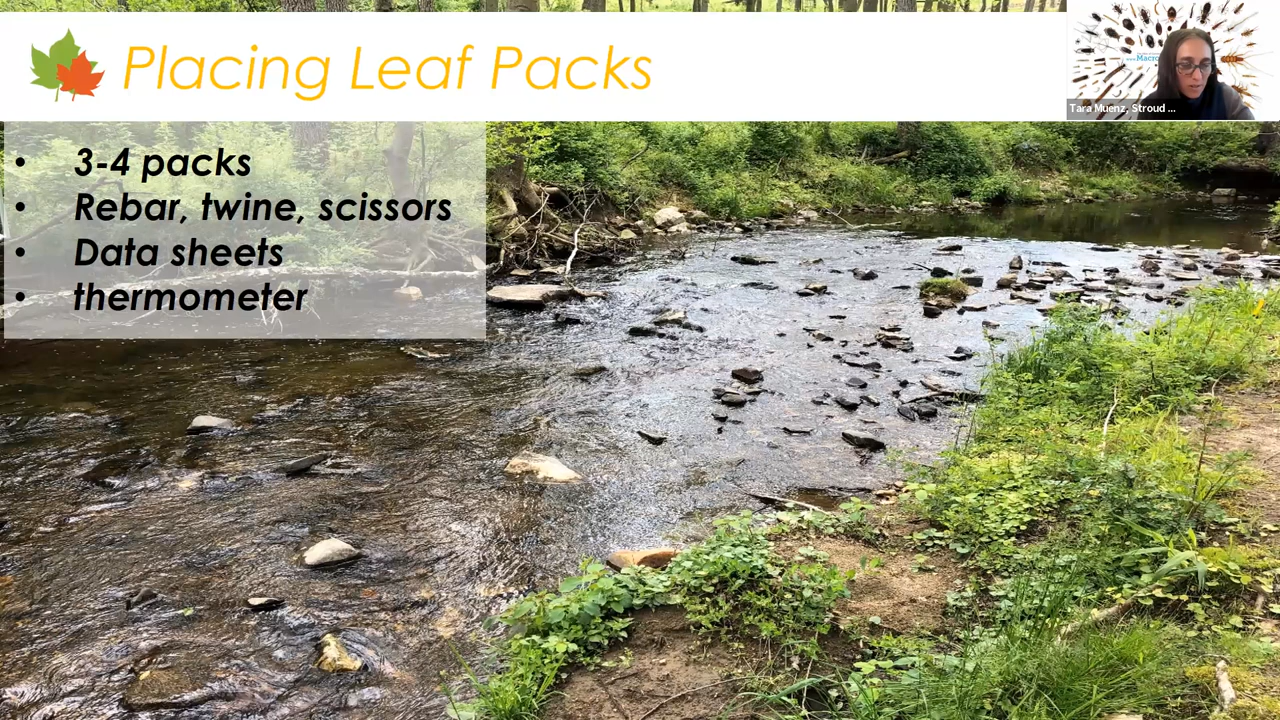 Placing Leaf Packs
Tara Muenz, Stroud ...
• 3-4 packs
• Rebar, twine, scissors
• Data sheets
• thermometer